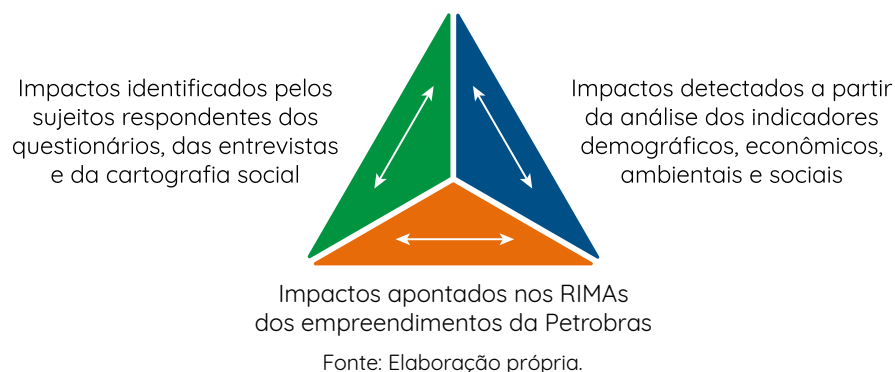 Impactos identificados pelos
sujeitos respondentes dos
questionários, das entrevistas
e da cartografia social
Impactos detectados a partir
da análise dos indicadores
demográficos, econômicos,
ambientais e sociais
Impactos apontados nos RIMAs
dos empreendimentos da Petrobras
Fonte: Elaboração própria.